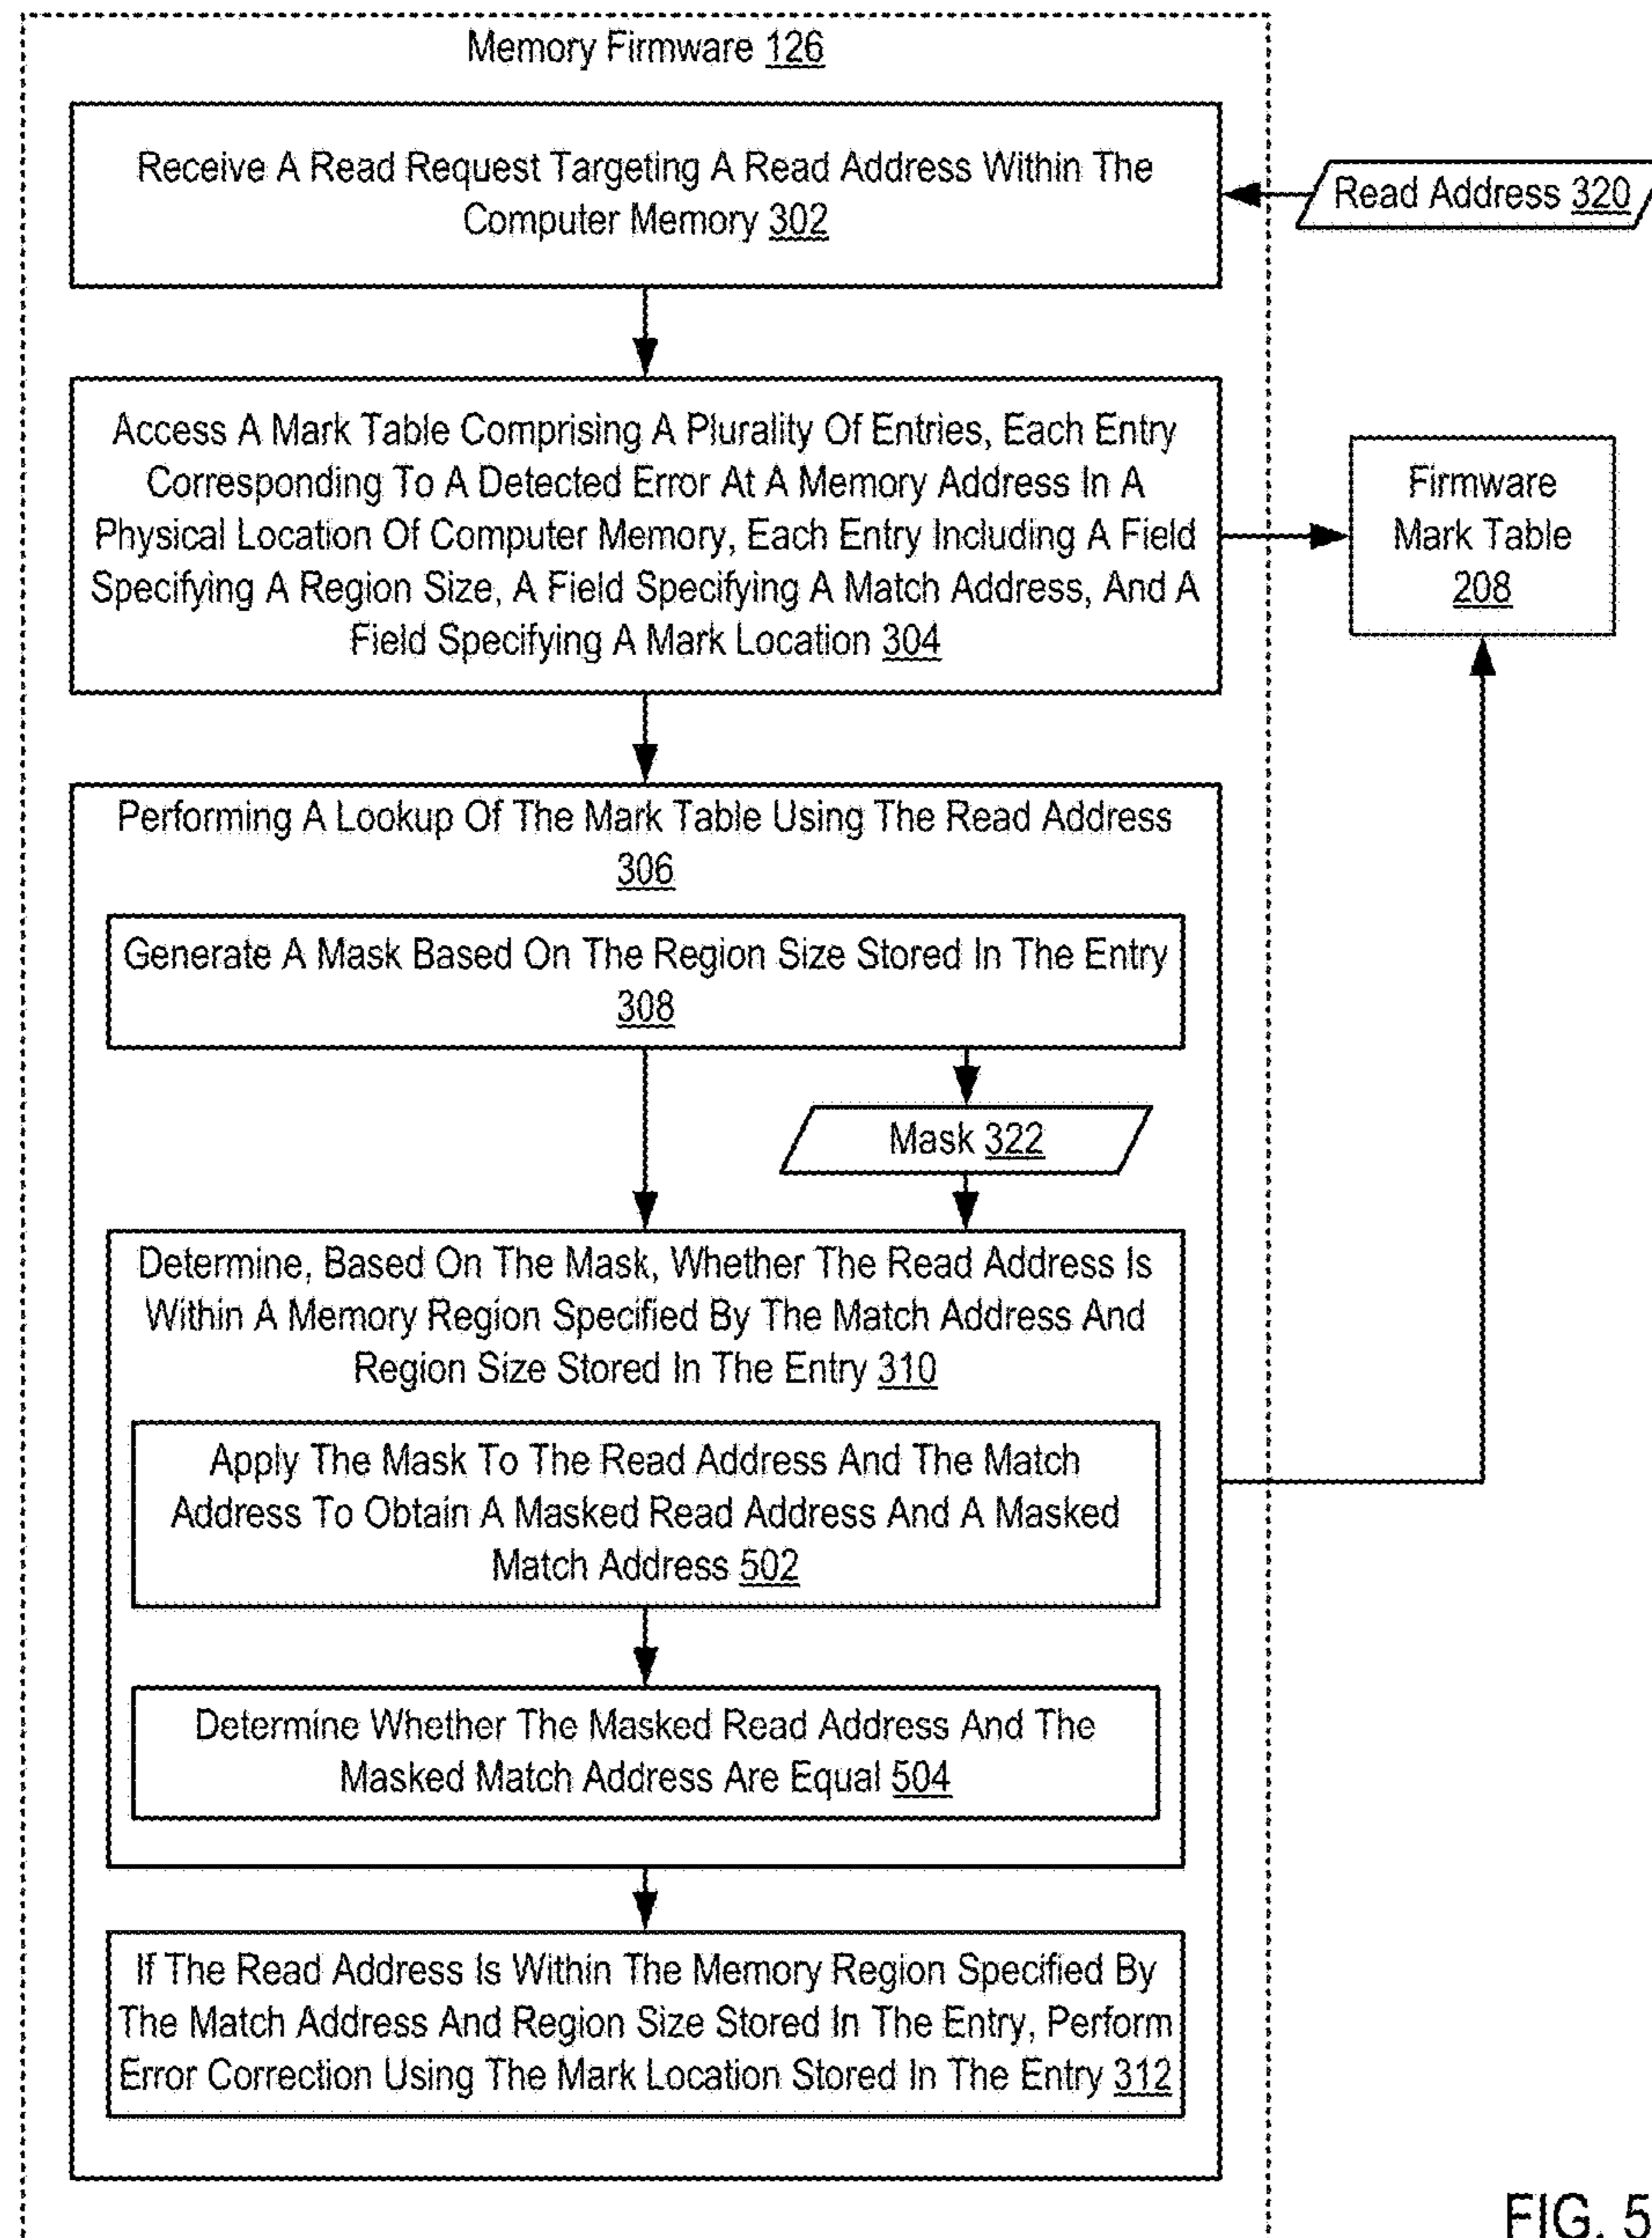 Memory Firmware 126
Receive A Read Request Targeting A Read Address Within The
Computer Memory 302
Read Address 320
Access A Mark Table Comprising A Plurality Of Entries, Each Entry
Corresponding To A Detected Error At A Memory Address In A
Physical Location Of Computer Memory, Each Entry Including A Field
Specifying A Region Size, A Field Specifying A Match Address, And A
Field Specifying A Mark Location 304
Firmware
Mark Table
208
Performing A Lookup Of The Mark Table Using The Read Address
306
Generate A Mask Based On The Region Size Stored In The Entry
308
Mask 322
Determine, Based On The Mask, Whether The Read Address Is
Within A Memory Region Specified By The Match Address And
Region Size Stored In The Entry 310
Apply The Mask To The Read Address And The Match
Address To Obtain A Masked Read Address And A Masked
Match Address 502
Determine Whether The Masked Read Address And The
Masked Match Address Are Equal 504
If The Read Address Is Within The Memory Region Specified By
The Match Address And Region Size Stored In The Entry, Perform
Error Correction Using The Mark Location Stored In The Entry 312
FIG. 5